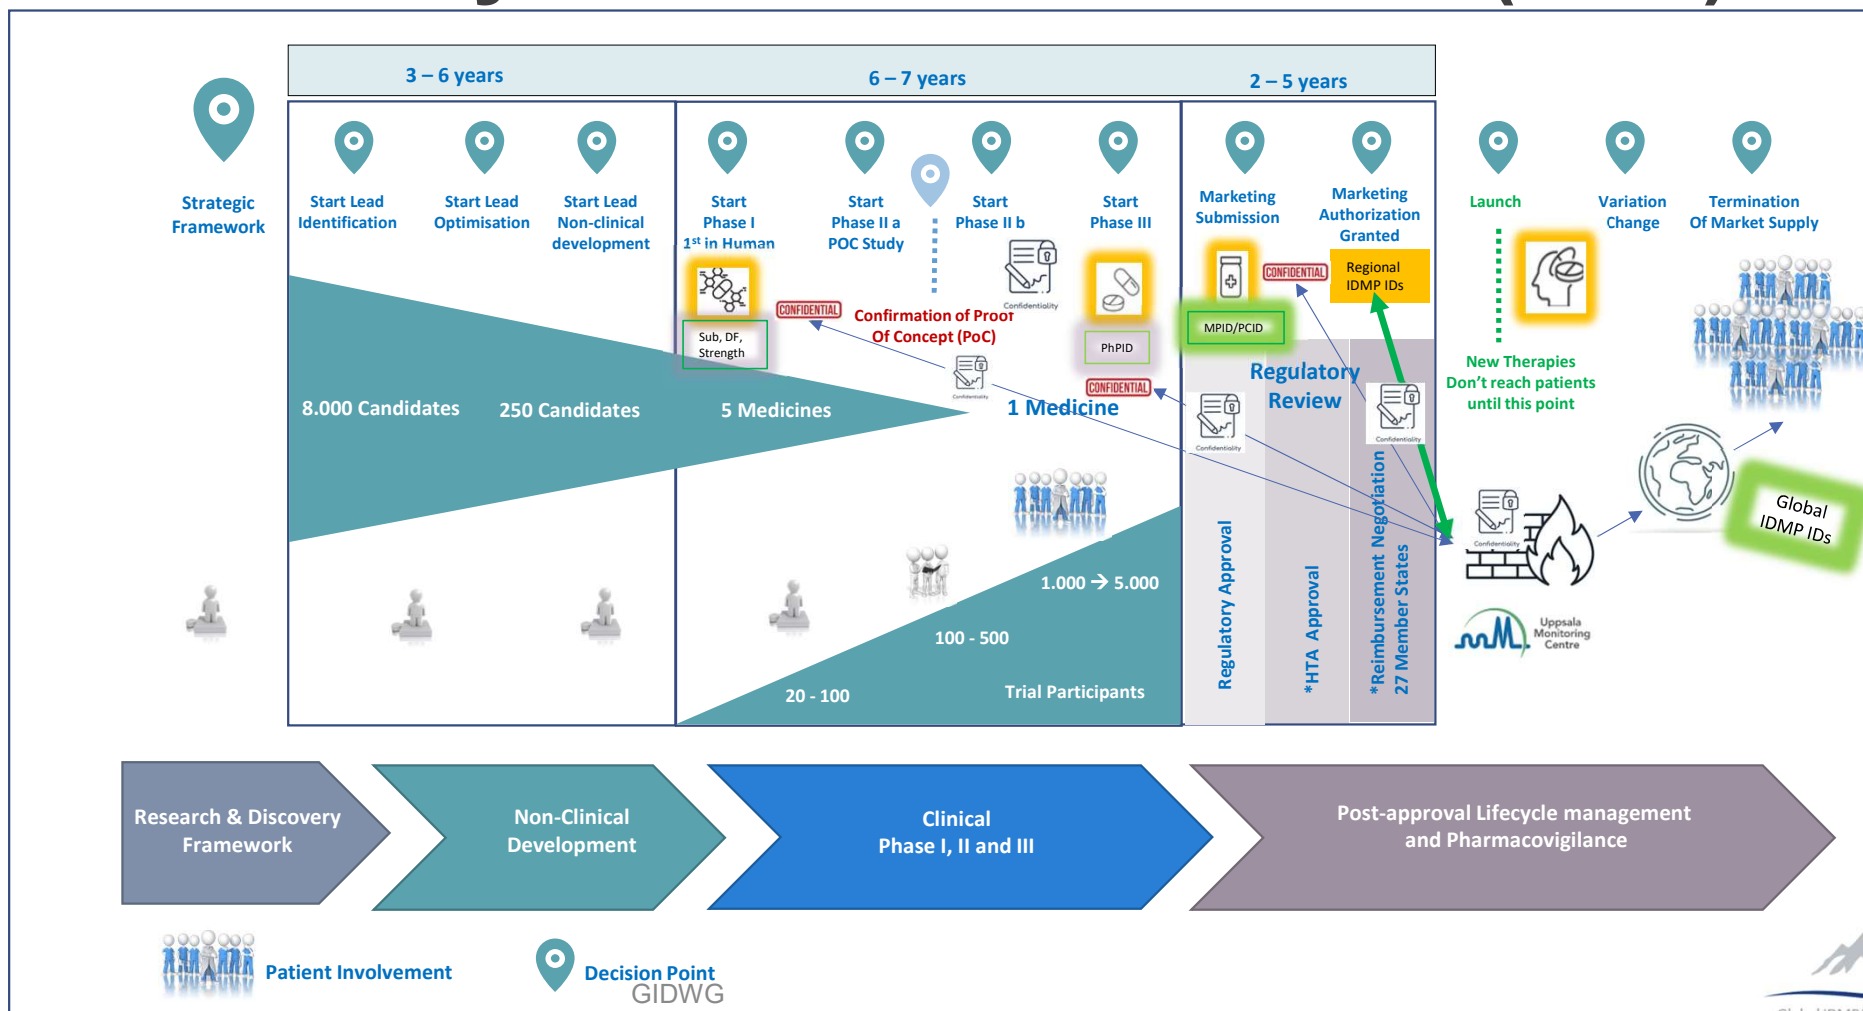 3 – 6 years
6 – 7 years
2 – 5 years
Strategic
Framework
Start Lead
Identification
Start Lead
Optimisation
Start Lead
Non-clinical
development
Start
Phase I
1st in Human
Start
Phase II a
POC Study
Start
Phase II b
Start
Phase III
Marketing
Submission
Marketing
Authorization
Granted
Launch
Variation
Change
Termination
Of Market Supply
Sub, DF,
Strength
CONFIDENTIAL
Confirmation of Proof
Of Concept (PoC)
Confidentiality
Confidentiality
PhPID
CONFIDENTIAL
MPID/PCID
CONFIDENTIAL
Regional
IDMP IDs
New Therapies
Don't reach patients
until this point
8.000 Candidates
250 Candidates
5 Medicines
1 Medicine
Regulatory
Review
Confidentiality
Confidentiality
Confidentiality
Global
IDMP IDs
Uppsala
Monitoring
Centre
1.000 → 5.000
100 - 500
20 - 100
Trial Participants
Regulatory Approval
*HTA Approval
*Reimbursement Negotiation
27 Member States
Research & Discovery
Framework
Non-Clinical
Development
Clinical
Phase I, II and III
Post-approval Lifecycle management
and Pharmacovigilance
Patient Involvement
Decision Point
GIDWG